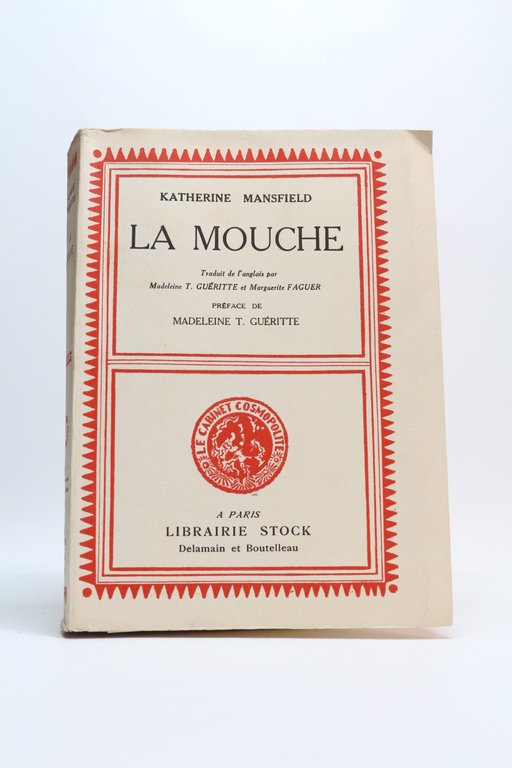 KATHERINE MANSFIELD
LA MOUCHE
Traduit de l'anglais par
Madeleine T. GUÉRITTE et Marguerite FAGUER
PRÉFACE DE
MADELEINE T. GUÉRITTE
LE CABINET COSMOPOLITE
A PARIS
LIBRAIRIE STOCK
Delamain et Boutelleau